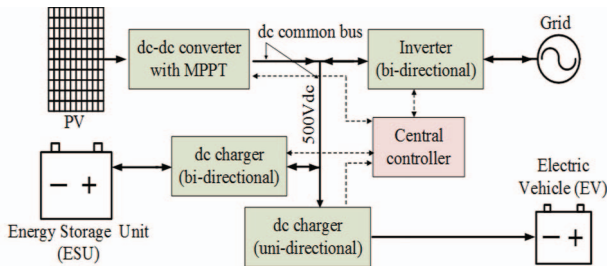 dc common bus
Grid
dc-dc converter
with MPPT
Inverter
(bi-directional)
PV
500Vdc
Central
controller
dc charger
(bi-directional)
Electric
Vehicle (EV)
Energy Storage Unit
(ESU)
dc charger
(uni-directional)